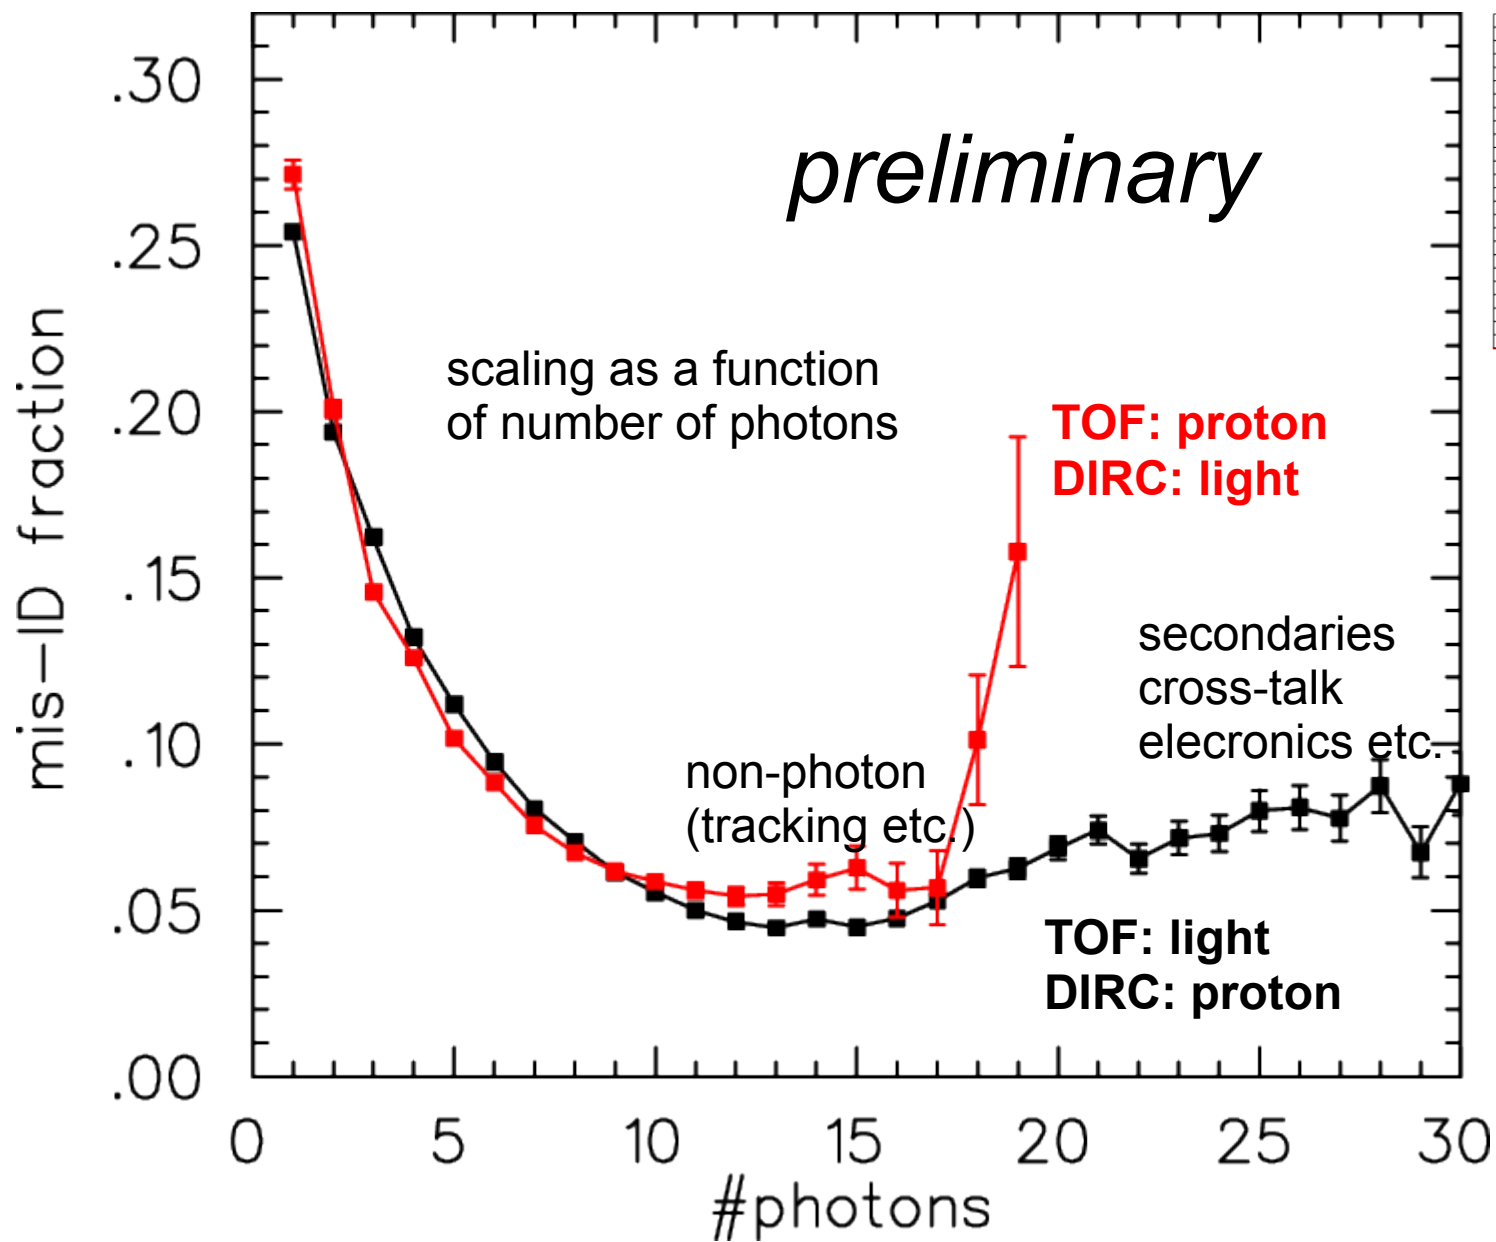 .30
.25
.20
.15
.10
.05
.00
mis-ID fraction
preliminary
scaling as a function
of number of photons
TOF: proton
DIRC: light
secondaries
cross-talk
elecronics etc.
non-photon
(tracking etc.)
TOF: light
DIRC: proton
0 5 10 15 20 25 30
#photons